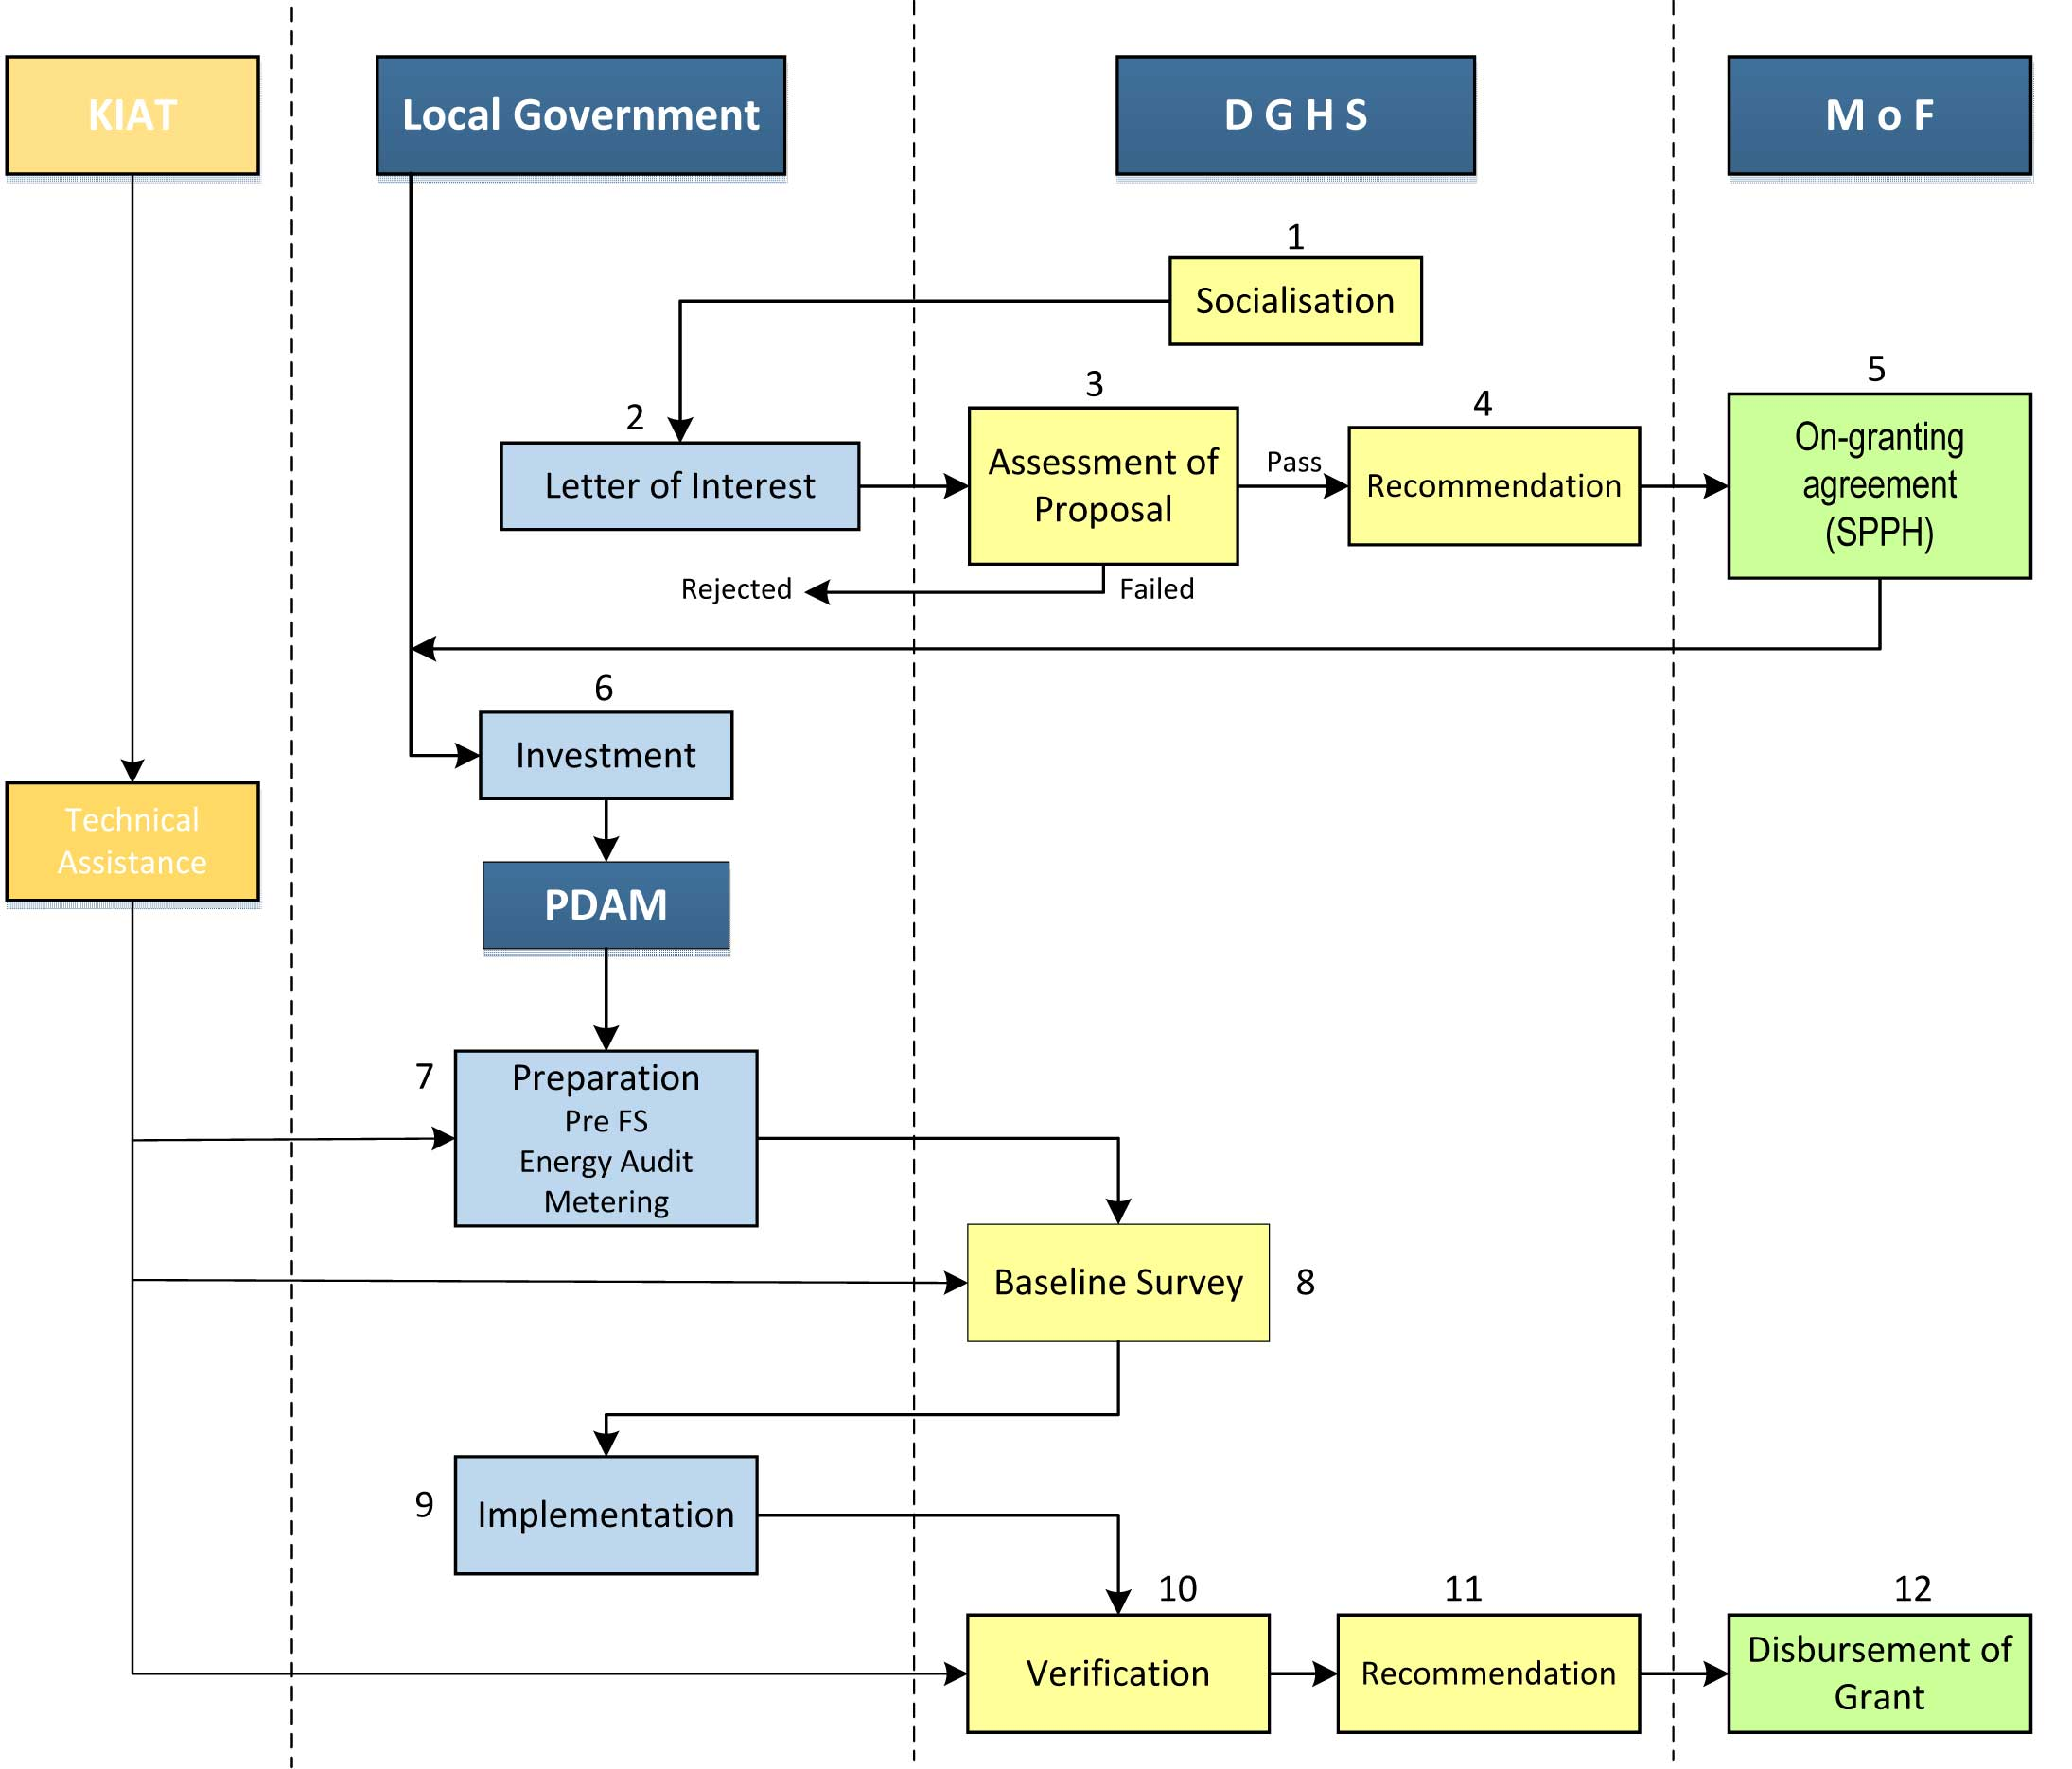 KIAT
Local Government
D G H S
M o F
1
Socialisation
2
Letter of Interest
3
Assessment of
Proposal
Pass
4
Recommendation
5
On-granting
agreement
(SPPH)
Rejected
Failed
6
Investment
Technical
Assistance
PDAM
7
Preparation
Pre FS
Energy Audit
Metering
Baseline Survey
8
9
Implementation
10
Verification
11
Recommendation
12
Disbursement of
Grant